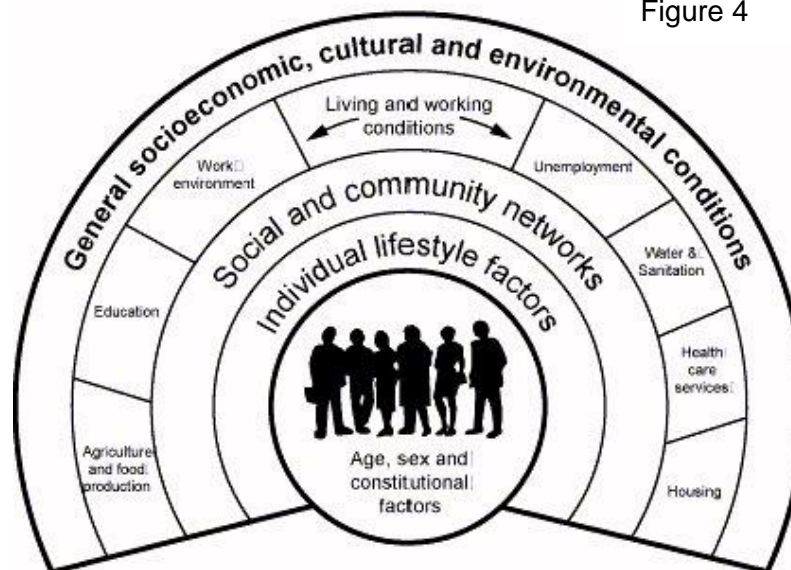 Figure 4
General socioeconomic, cultural and environmental conditions
Living and working
conditions
Work
environment
Unemployment
Education
Water &
Sanitation
Agriculture
and food
production
Health
care
services
Housing
Social and community networks
Individual lifestyle factors
Age, sex and
constitutional
factors